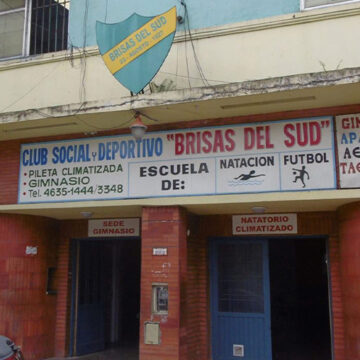 BRISAS DEL SUD
CLUB SOCIAL Y DEPORTIVO "BRISAS DEL SUD"
• PILETA CLIMATIZADA
• GIMNASIO
• Tel. 4635-1444/3348
ESCUELA
DE:
NATACION
FUTBOL
SEDE
GIMNASIO
NATATORIO
CLIMATIZADO